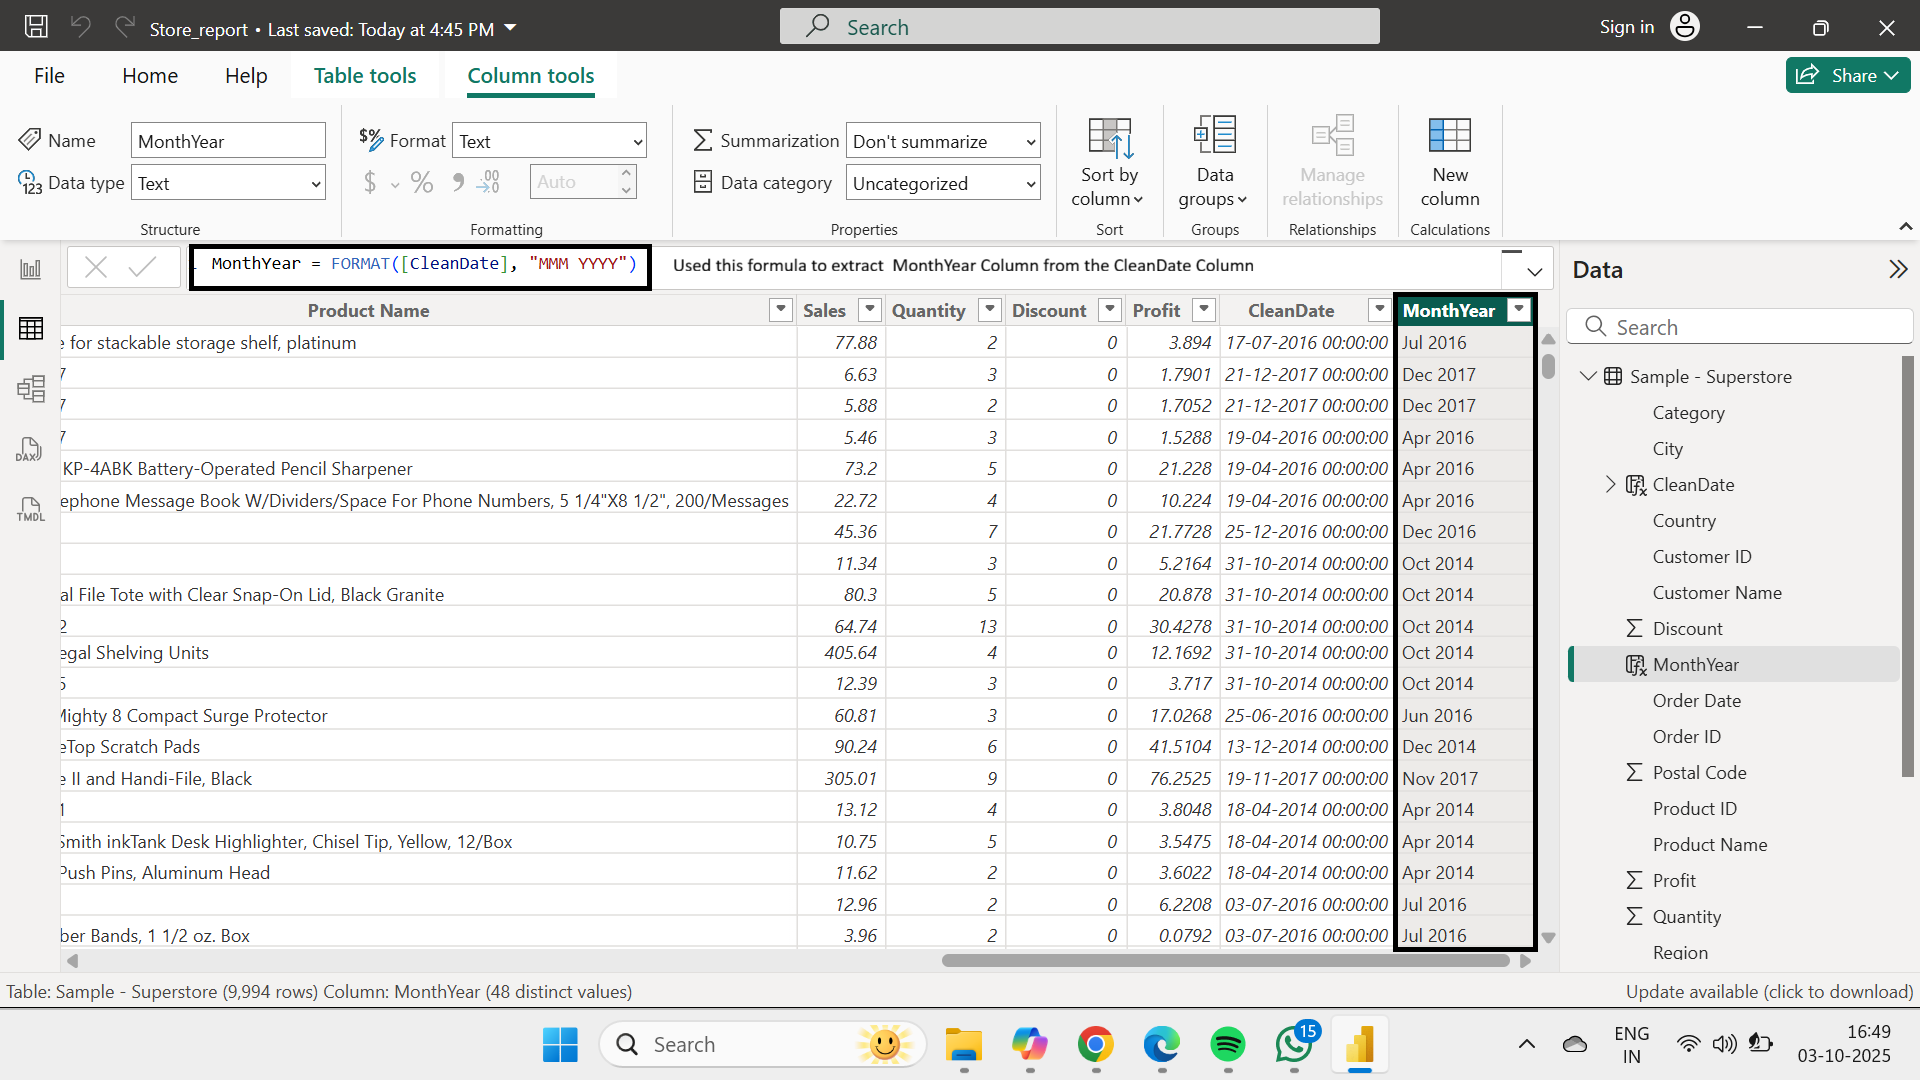 Store_report • Last saved: Today at 4:45 PM
Search
Sign in
File Home Help Table tools Column tools
Share
Name MonthYear
Data type Text
Structure
Format Text
$ % Auto
Formatting
Summarization Don't summarize
Data category Uncategorized
Properties
Sort by column
Sort
Data groups
Groups
Manage relationships
Relationships
New column
Calculations
MonthYear = FORMAT([CleanDate], "MMM YYYY")
Used this formula to extract MonthYear Column from the CleanDate Column
Product Name Sales Quantity Discount Profit CleanDate MonthYear
e for stackable storage shelf, platinum 77.88 2 0 3.894 17-07-2016 00:00:00 Jul 2016
7 6.63 3 0 1.7901 21-12-2017 00:00:00 Dec 2017
7 5.88 2 0 1.7052 21-12-2017 00:00:00 Dec 2017
7 5.46 3 0 1.5288 19-04-2016 00:00:00 Apr 2016
KP-4ABK Battery-Operated Pencil Sharpener 73.2 5 0 21.228 19-04-2016 00:00:00 Apr 2016
ephone Message Book W/Dividers/Space For Phone Numbers, 5 1/4"X8 1/2", 200/Messages 22.72 4 0 10.224 19-04-2016 00:00:00 Apr 2016
45.36 7 0 21.7728 25-12-2016 00:00:00 Dec 2016
11.34 3 0 5.2164 31-10-2014 00:00:00 Oct 2014
al File Tote with Clear Snap-On Lid, Black Granite 80.3 5 0 20.878 31-10-2014 00:00:00 Oct 2014
2 64.74 13 0 30.4278 31-10-2014 00:00:00 Oct 2014
egal Shelving Units 405.64 4 0 12.1692 31-10-2014 00:00:00 Oct 2014
5 12.39 3 0 3.717 31-10-2014 00:00:00 Oct 2014
Mighty 8 Compact Surge Protector 60.81 3 0 17.0268 25-06-2016 00:00:00 Jun 2016
eTop Scratch Pads 90.24 6 0 41.5104 13-12-2014 00:00:00 Dec 2014
e II and Handi-File, Black 305.01 9 0 76.2525 19-11-2017 00:00:00 Nov 2017
1 13.12 4 0 3.8048 18-04-2014 00:00:00 Apr 2014
Smith inkTank Desk Highlighter, Chisel Tip, Yellow, 12/Box 10.75 5 0 3.5475 18-04-2014 00:00:00 Apr 2014
Push Pins, Aluminum Head 11.62 2 0 3.6022 18-04-2014 00:00:00 Apr 2014
12.96 2 0 6.2208 03-07-2016 00:00:00 Jul 2016
ber Bands, 1 1/2 oz. Box 3.96 2 0 0.0792 03-07-2016 00:00:00 Jul 2016
DAX
TMDL
Data
Search
Sample - Superstore
Category
City
CleanDate
Country
Customer ID
Customer Name
Discount
MonthYear
Order Date
Order ID
Postal Code
Product ID
Product Name
Profit
Quantity
Region
Table: Sample - Superstore (9,994 rows) Column: MonthYear (48 distinct values)
Update available (click to download)
Search
15
ENG
IN
16:49
03-10-2025